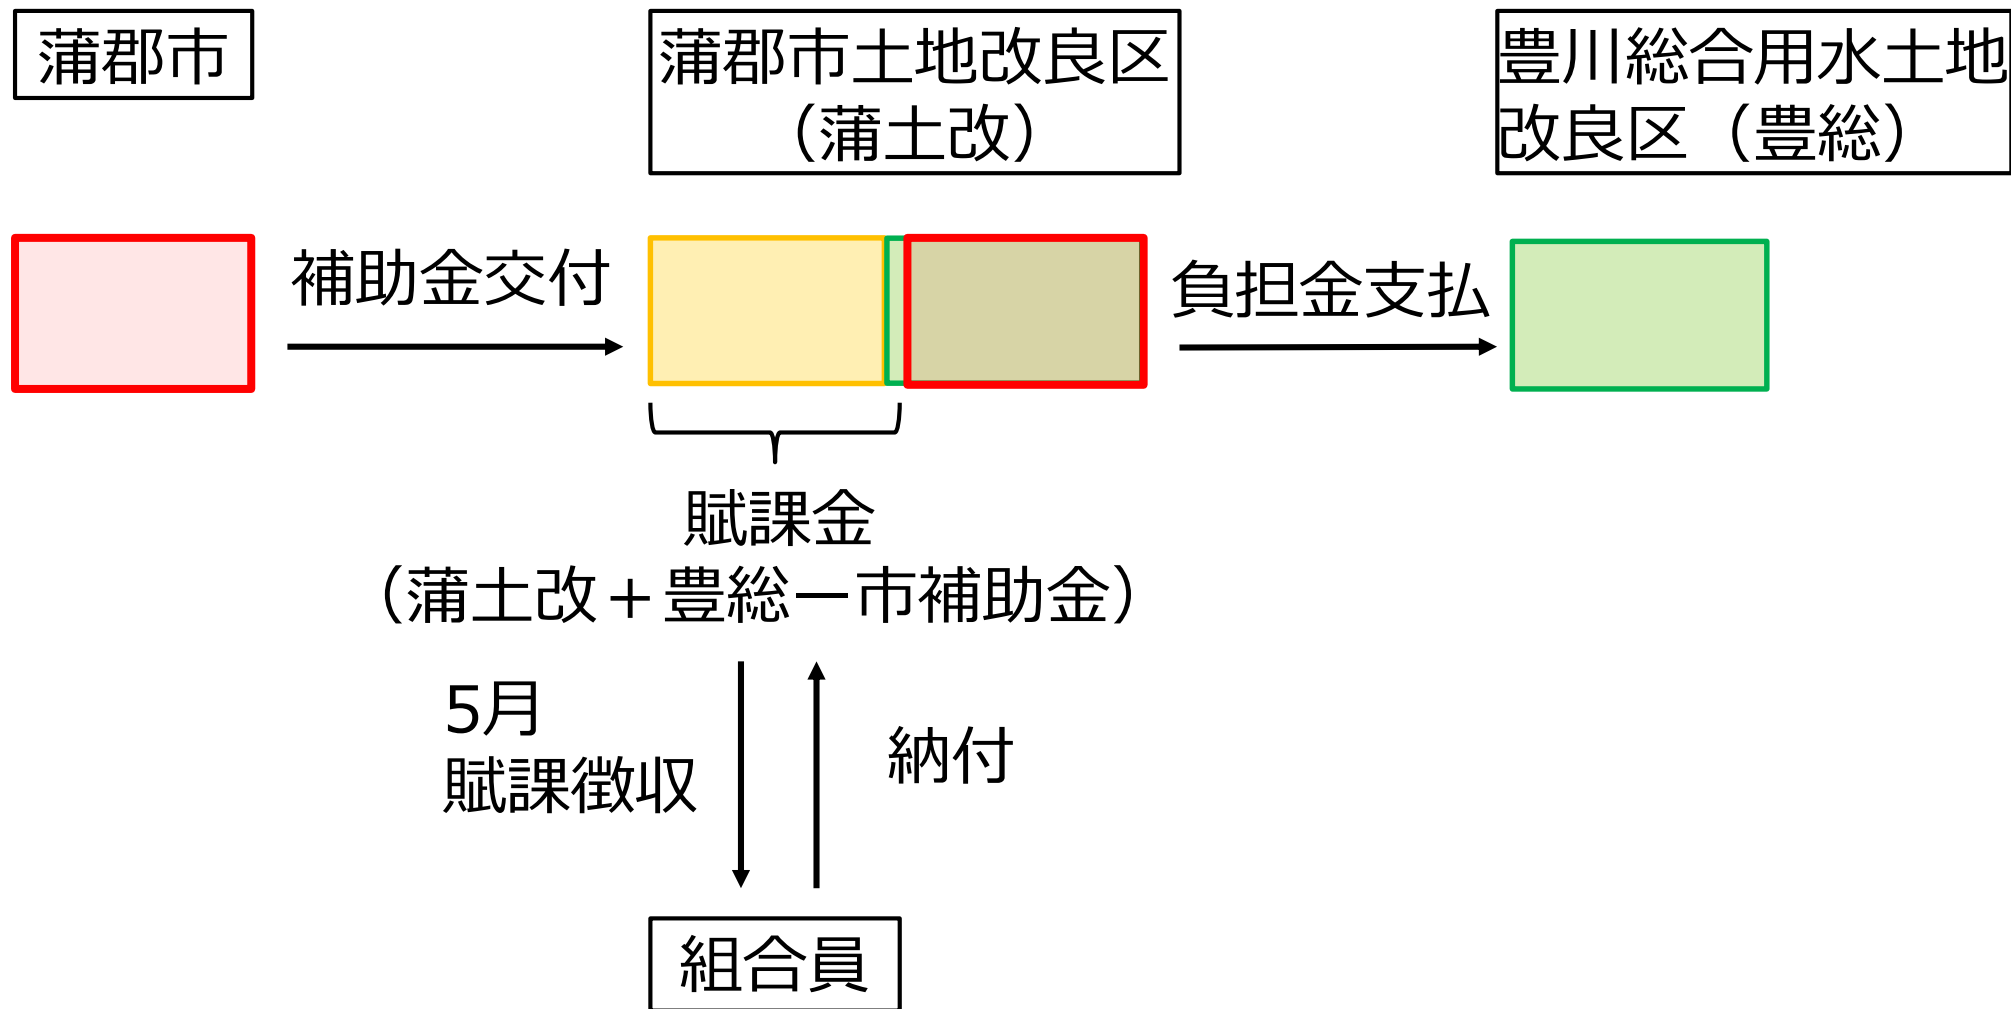 蒲郡市
蒲郡市土地改良区
（蒲土改）
豊川総合用水土地
改良区（豊総）
補助金交付
負担金支払
賦課金
（蒲土改＋豊総－市補助金）
5月
賦課徴収
納付
組合員